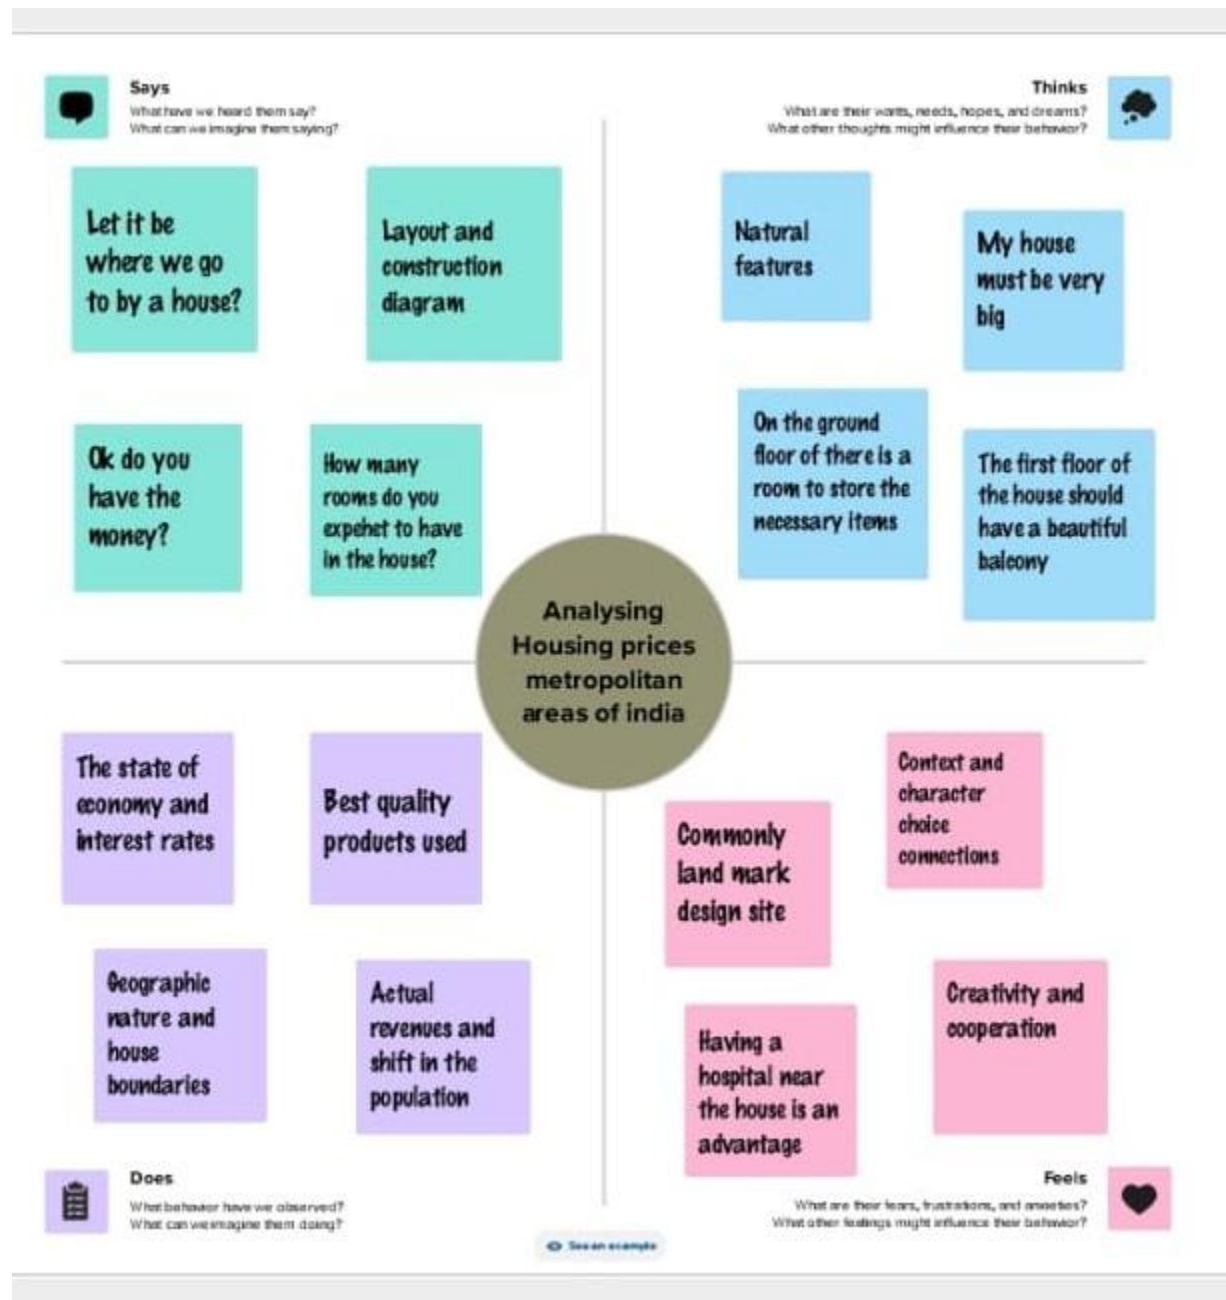 Says
What have we heard them say?
What can we imagine them saying?
Let it be
where we go
to by a house?
Layout and
construction
diagram
Ok do you
have the
money?
How many
rooms do you
expehet to have
in the house?
Thinks
What are their wants, needs, hopes, and dreams?
What other thoughts might influence their behavior?
Natural
features
My house
must be very
big
On the ground
floor of there is a
room to store the
necessary items
The first floor of
the house should
have a beautiful
balcony
Analysing
Housing prices
metropolitan
areas of india
The state of
economy and
interest rates
Best quality
products used
Geographic
nature and
house
boundaries
Actual
revenues and
shift in the
population
Does
What behavior have we observed?
What can we imagine them doing?
Commonly
land mark
design site
Context and
character
choice
connections
Having a
hospital near
the house is an
advantage
Creativity and
cooperation
Feels
What are their fears, frustrations, and anxieties?
What other feelings might influence their behavior?
See an example